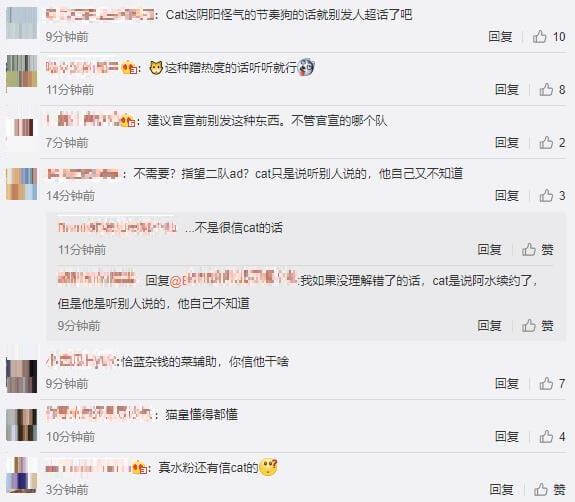 ：Cat这阴阳怪气的节奏狗的话就别发人超话了吧
9分钟前
回复 10
：这种蹭热度的话听听就行
11分钟前
回复 8
：建议官宣前别发这种东西。不管官宣的哪个队
7分钟前
回复 2
：不需要？指望二队ad？cat只是说听别人说的，他自己又不知道
14分钟前
回复 3
...不是很信cat的话
11分钟前
回复 赞
回复@ :我如果没理解错了的话，cat是说阿水续约了，
但是他是听别人说的，他自己不知道
9分钟前
回复 赞
:恰蓝杂钱的菜辅助，你信他干啥
9分钟前
回复 7
：猫皇懂得都懂
10分钟前
回复 4
：真水粉还有信cat的
3分钟前
回复 赞